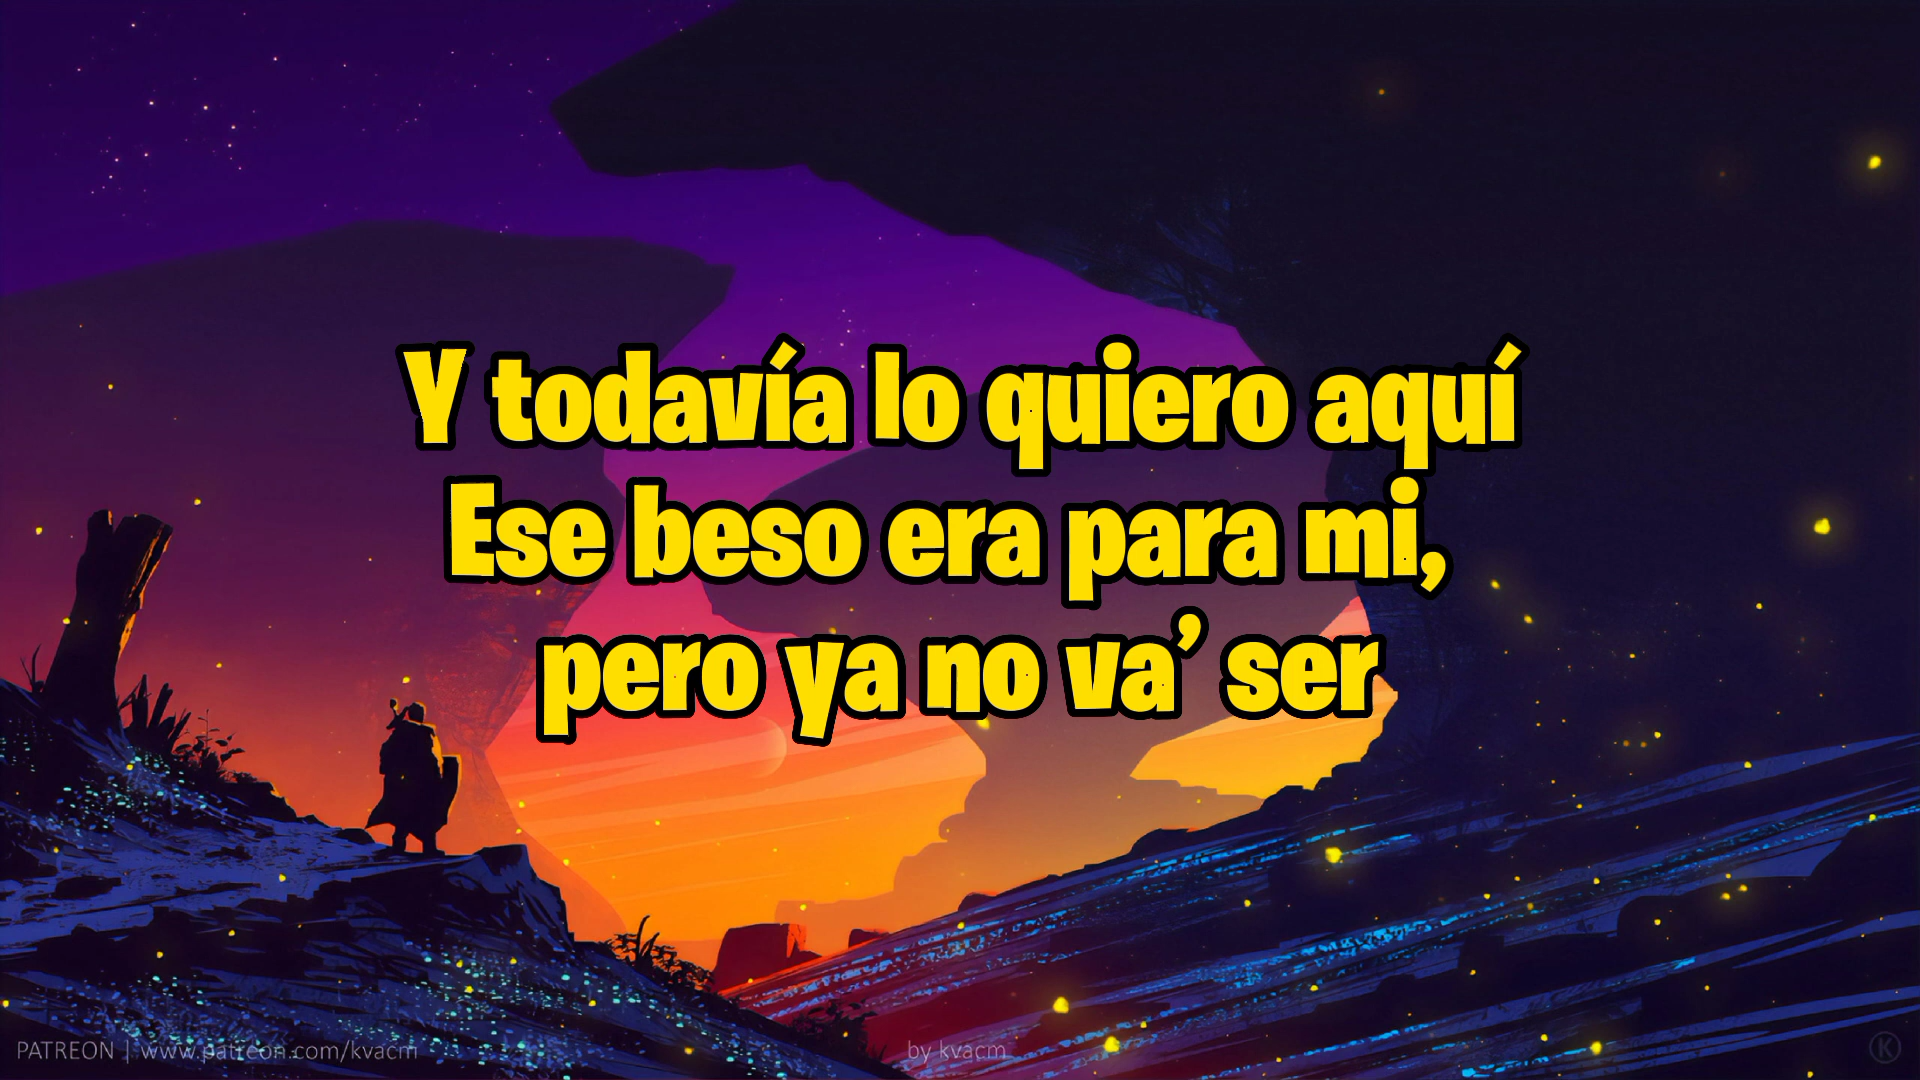 Y todavía lo quiero aquí
Ese beso era para mi,
pero ya no va’ ser
PATREON | www.patreon.com/kvacm
by kvacm
K